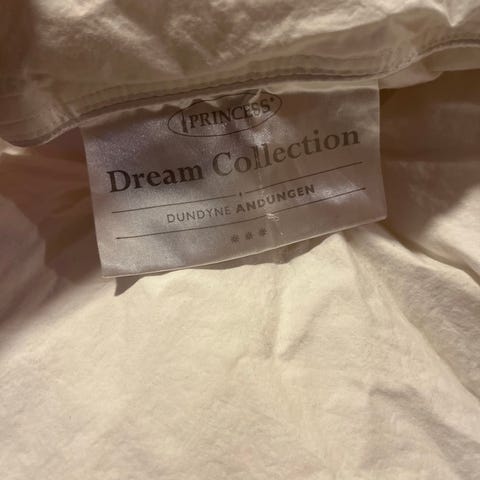 PRINCESS®
Dream Collection
DUNDYNE ANDUNGEN
***